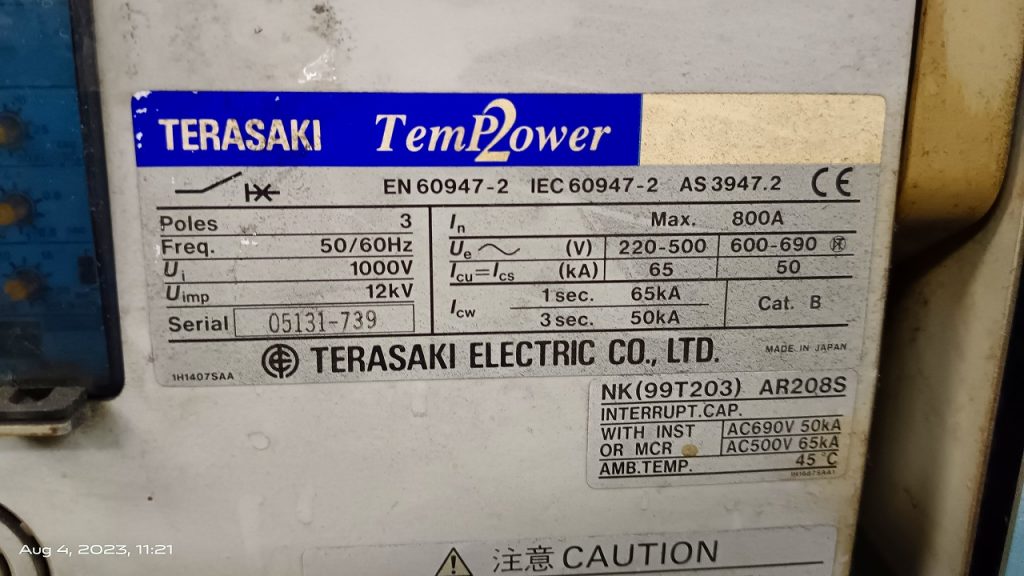 TERASAKI TemPower 2
EN 60947-2 IEC 60947-2 AS 3947.2 CE
Poles 3
Freq. 50/60Hz
Ui 1000V
Uimp 12kV
Serial 05131-739
In Max. 800A
Ue (V) 220-500 600-690
Icu=Ics (kA) 65 50
Icw 1 sec. 65kA Cat. B
3 sec. 50kA
TERASAKI ELECTRIC CO., LTD. MADE IN JAPAN
1H1407SAA
NK(99T203) AR208S
INTERRUPT.CAP.
WITH INST AC690V 50kA
OR MCR AC500V 65kA
AMB.TEMP. 45°C
注意 CAUTION
Aug 4, 2023, 11:21